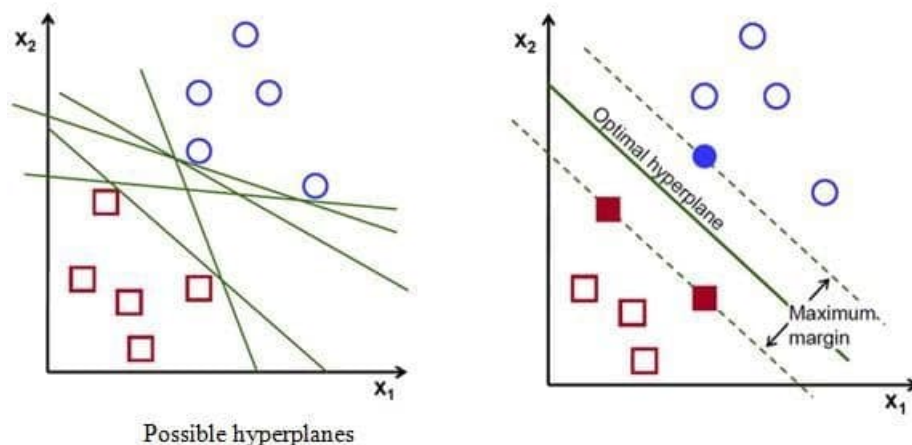 X2
X1
Possible hyperplanes
X2
Optimal hyperplane
Maximum
margin
X1